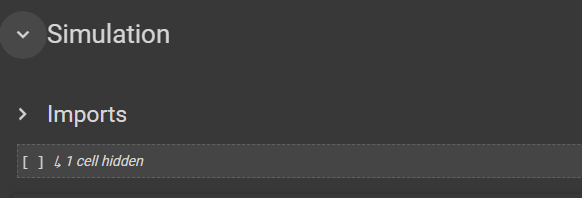 Simulation
Imports
[ ] ↳ 1 cell hidden